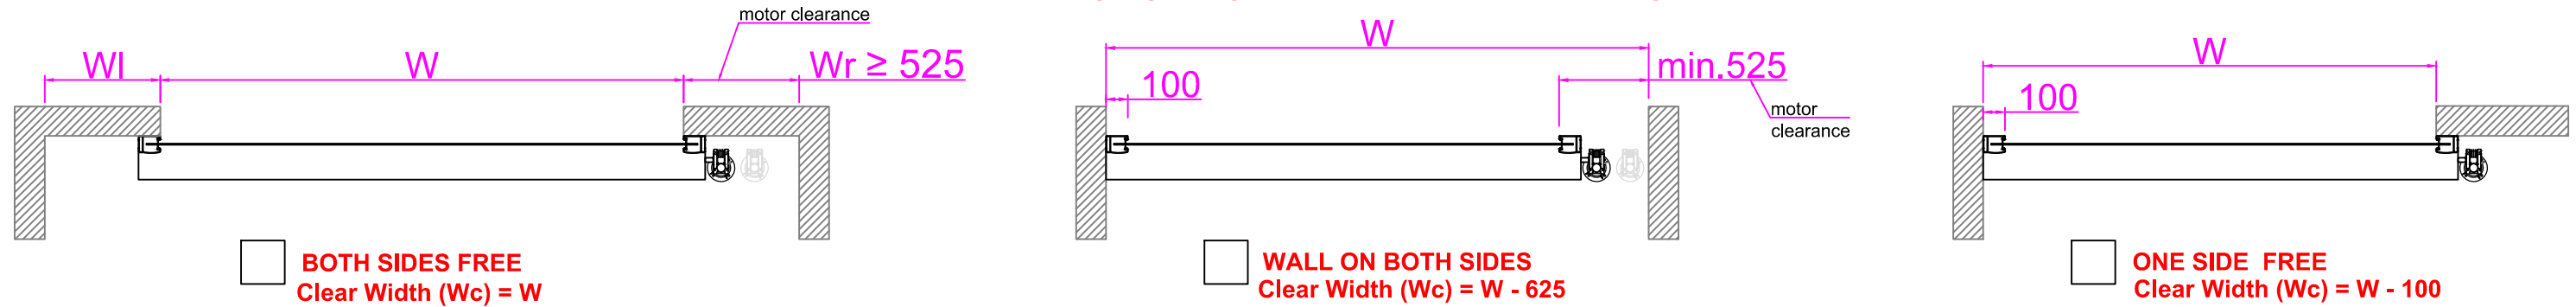 motor clearance
Wl
W
Wr ≥ 525
BOTH SIDES FREE
Clear Width (Wc) = W
W
100
min.525
motor
clearance
WALL ON BOTH SIDES
Clear Width (Wc) = W - 625
W
100
ONE SIDE FREE
Clear Width (Wc) = W - 100